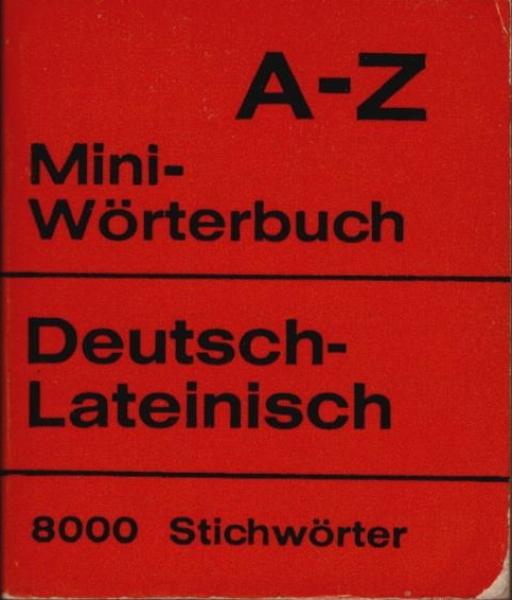 A-Z
Mini-
Wörterbuch
Deutsch-
Lateinisch
8000 Stichwörter